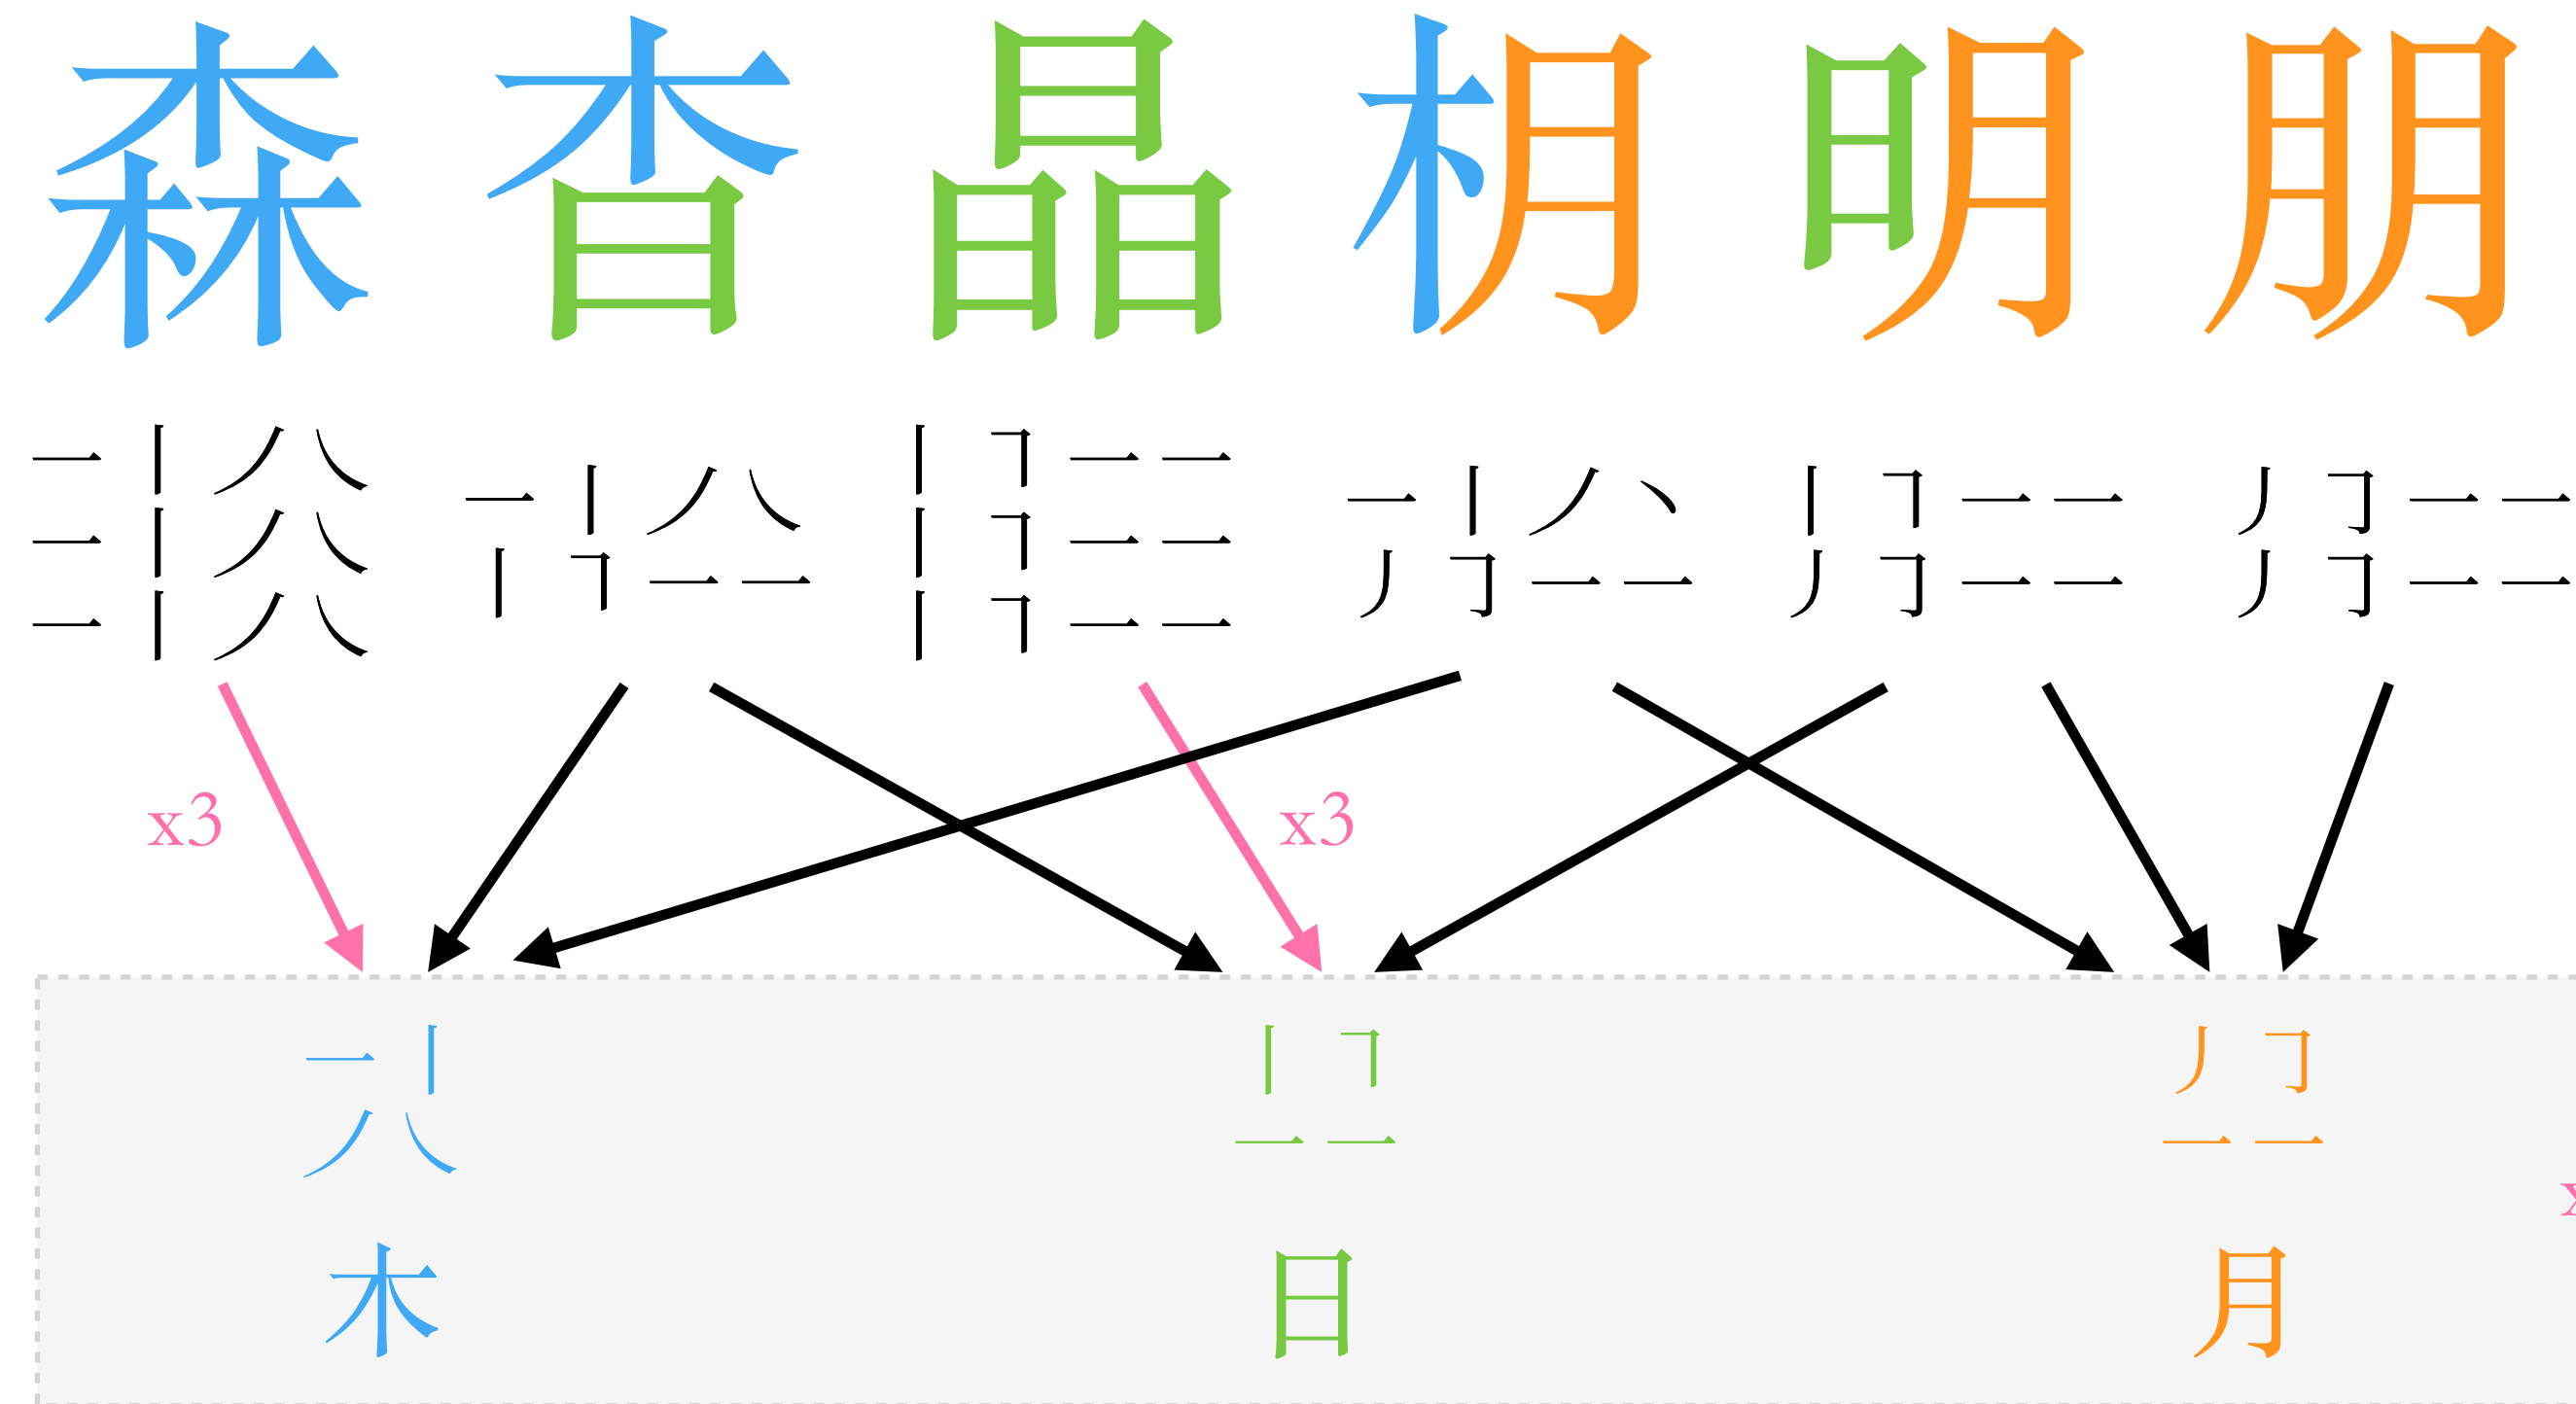 森 杳 晶 枂 明 朋
㇐ ㇑ ㇒ ㇏
㇐ ㇑ ㇒ ㇏
㇐ ㇑ ㇒ ㇏
㇐ ㇑ ㇒ ㇏
㇑ ㇕ ㇐ ㇐
㇑ ㇕ ㇐ ㇐
㇑ ㇕ ㇐ ㇐
㇑ ㇕ ㇐ ㇐
㇐ ㇑ ㇒ ㇔
㇓ ㇆ ㇐ ㇐
㇑ ㇕ ㇐ ㇐
㇓ ㇆ ㇐ ㇐
㇓ ㇆ ㇐ ㇐
㇓ ㇆ ㇐ ㇐
x3
x3
㇐ ㇑
㇒ ㇏
㇑ ㇕
㇐ ㇐
㇓ ㇆
㇐ ㇐
木 日 月